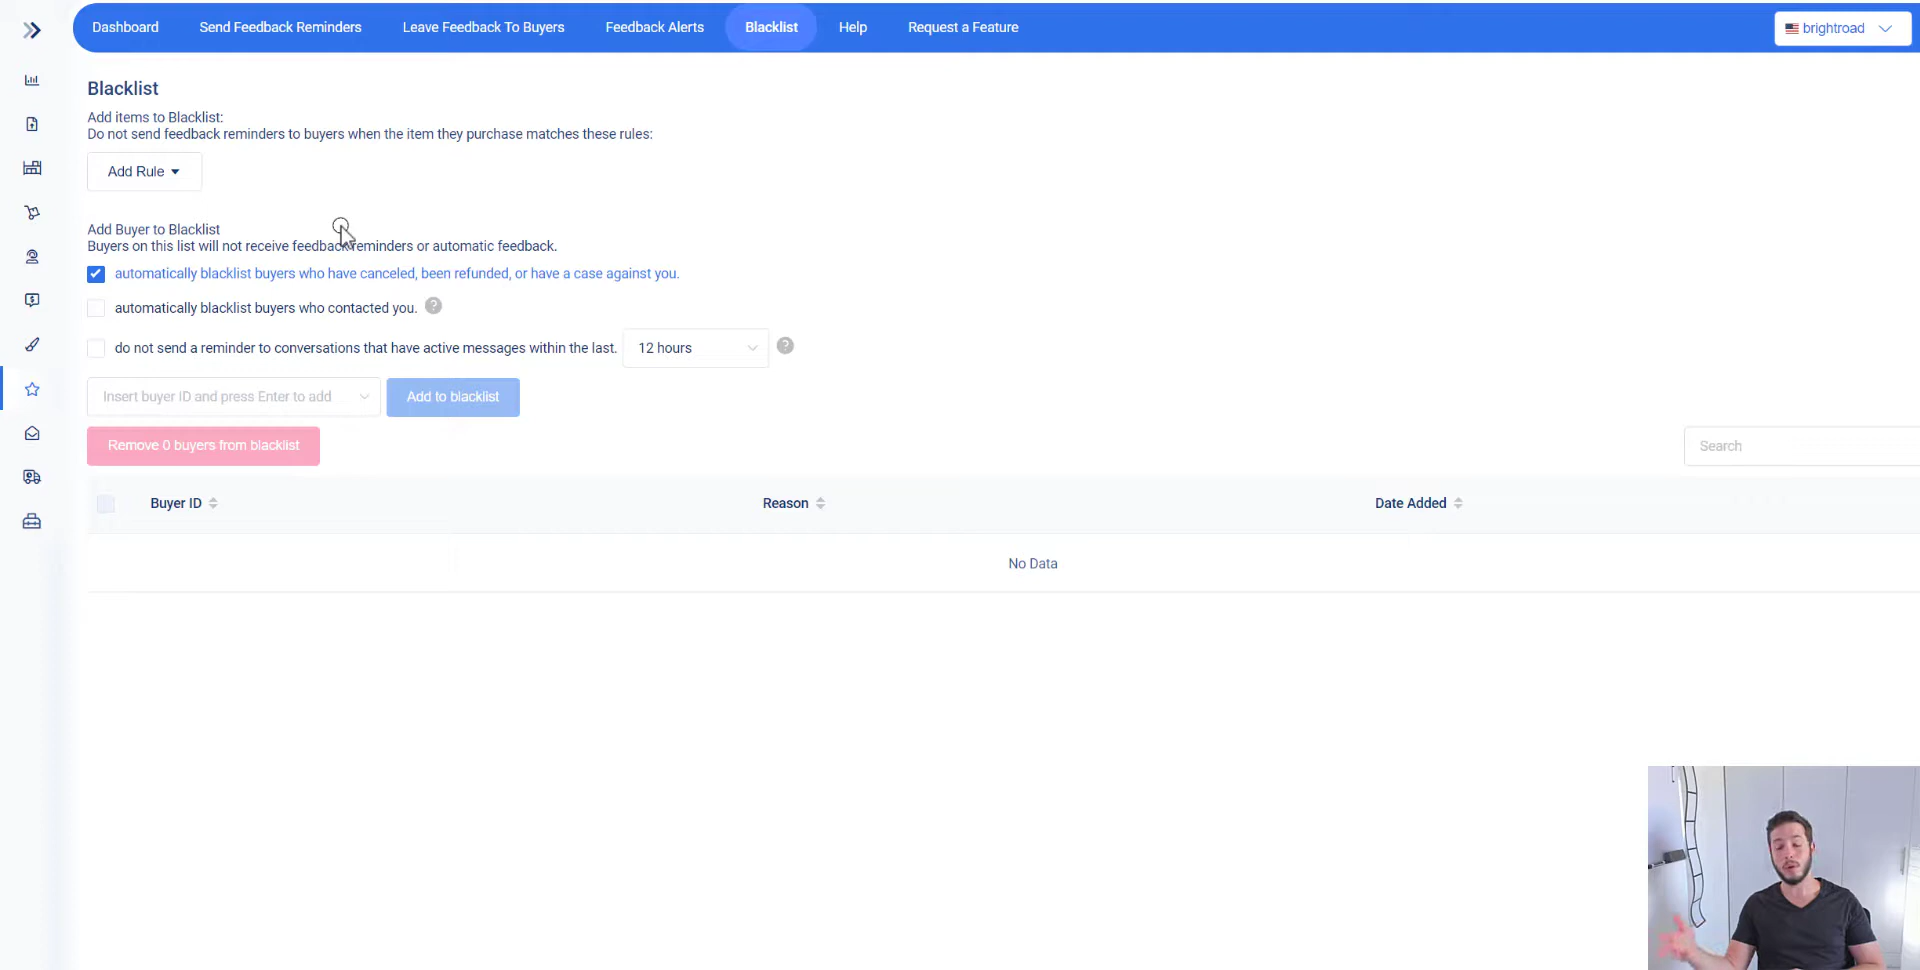 Dashboard
Send Feedback Reminders
Leave Feedback To Buyers
Feedback Alerts
Blacklist
Help
Request a Feature
brightroad
Blacklist
Add items to Blacklist:
Do not send feedback reminders to buyers when the item they purchase matches these rules:
Add Rule
Add Buyer to Blacklist
Buyers on this list will not receive feedback reminders or automatic feedback.
automatically blacklist buyers who have canceled, been refunded, or have a case against you.
automatically blacklist buyers who contacted you. ?
do not send a reminder to conversations that have active messages within the last. 12 hours ?
Insert buyer ID and press Enter to add
Add to blacklist
Remove 0 buyers from blacklist
Search
Buyer ID
Reason
Date Added
No Data